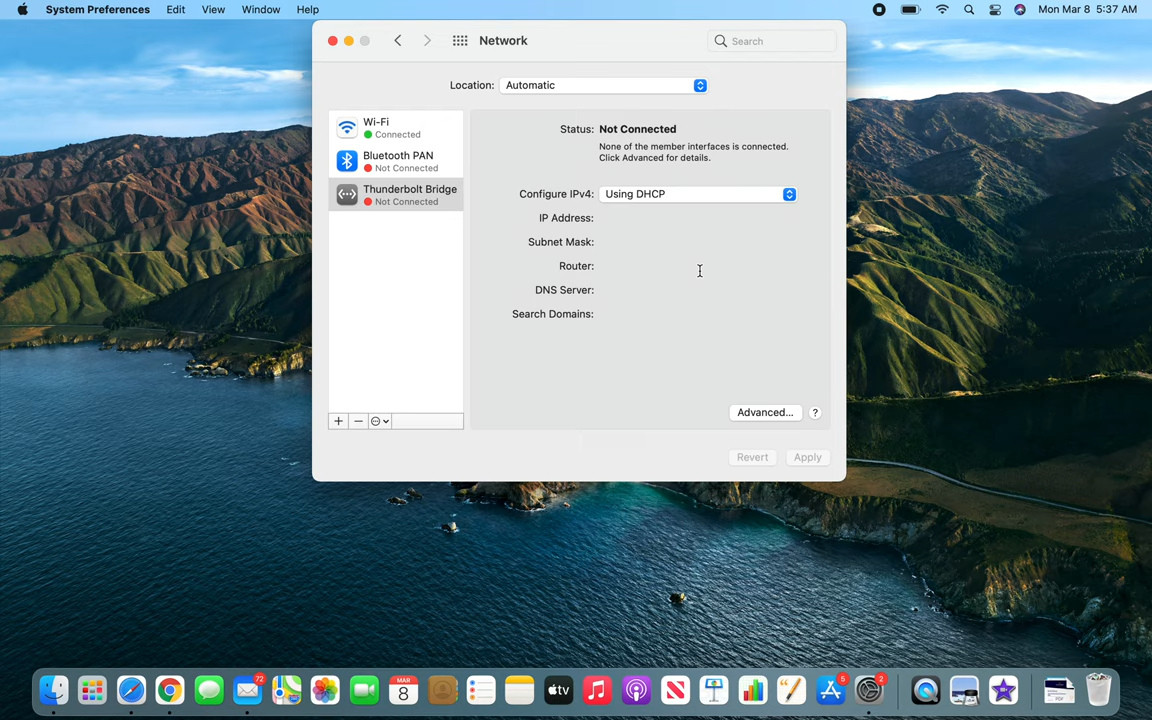 System Preferences Edit View Window Help Mon Mar 8 5:37 AM
Network
Search
Location: Automatic
Wi-Fi
Connected
Bluetooth PAN
Not Connected
Thunderbolt Bridge
Not Connected
Status: Not Connected
None of the member interfaces is connected.
Click Advanced for details.
Configure IPv4: Using DHCP
IP Address:
Subnet Mask:
Router:
DNS Server:
Search Domains:
Advanced... ?
Revert Apply
72
MAR
8
tv
5
2